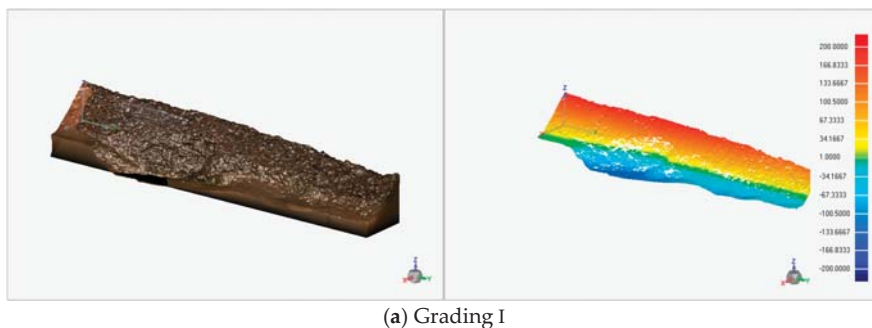 Z
X
Y
Z
Z
X
Y
200.0000
166.8333
133.6667
100.5000
67.3333
34.1667
1.0000
-34.1667
-67.3333
-100.5000
-133.6667
-166.8333
-200.0000
(a) Grading I